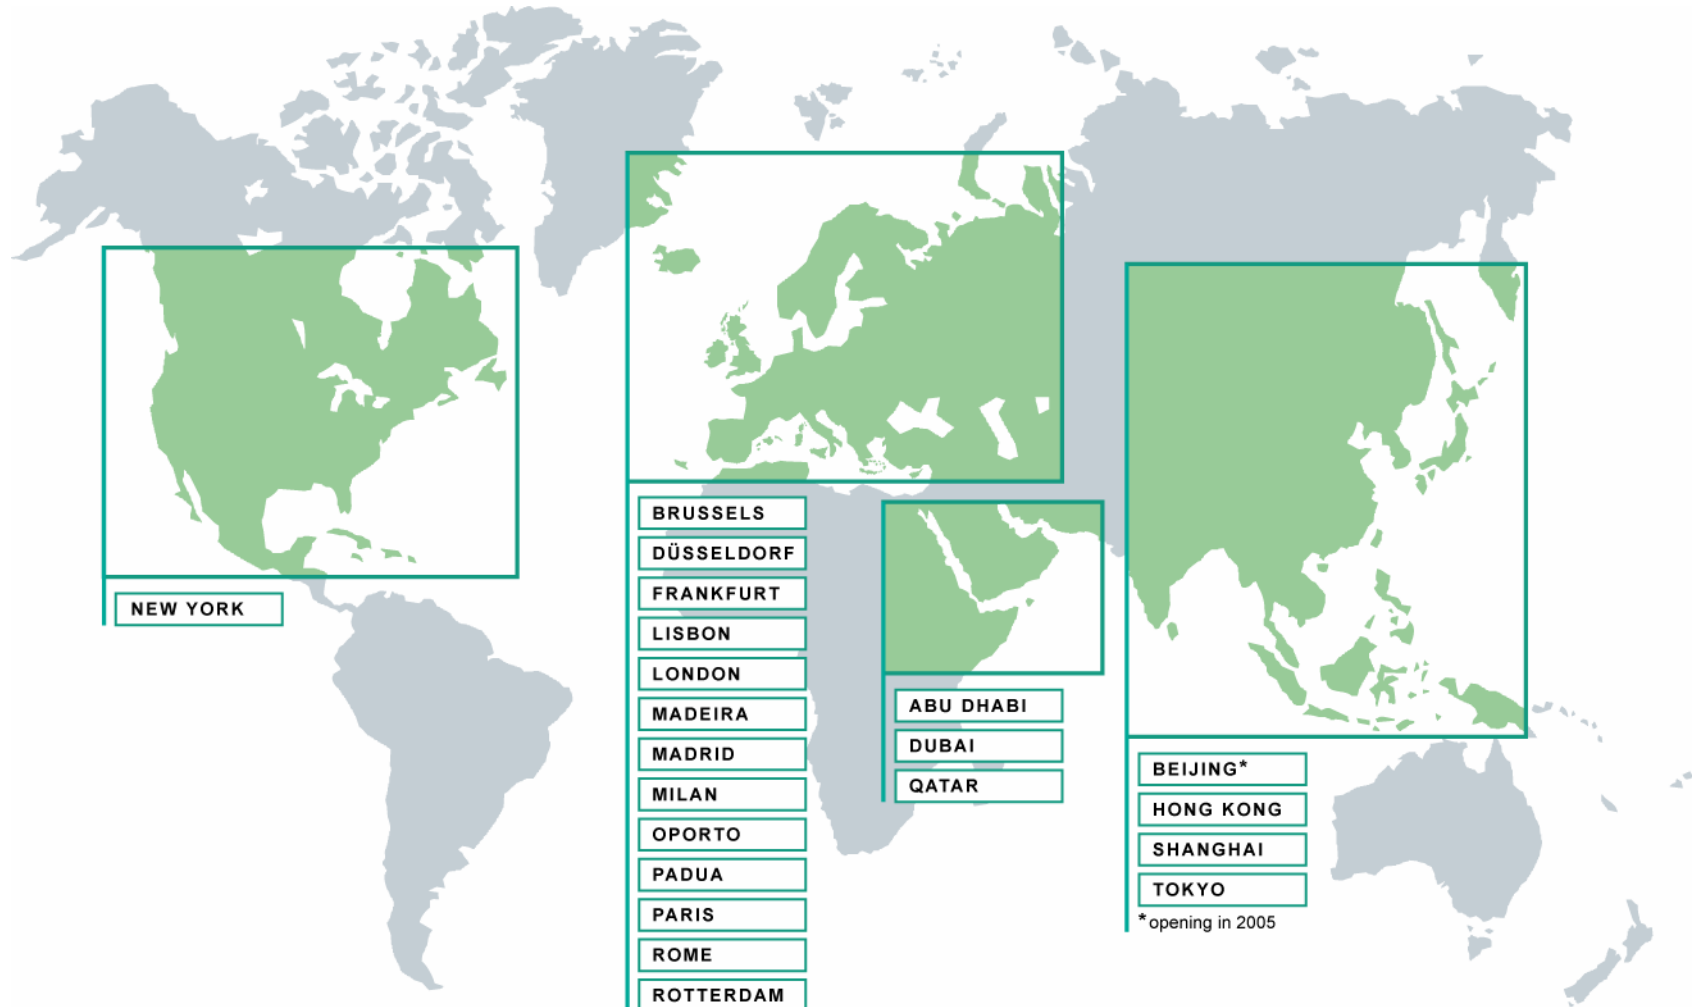 NEW YORK
BRUSSELS
DÜSSELDORF
FRANKFURT
LISBON
LONDON
MADEIRA
MADRID
MILAN
OPORTO
PADUA
PARIS
ROME
ROTTERDAM
ABU DHABI
DUBAI
QATAR
BEIJING*
HONG KONG
SHANGHAI
TOKYO
*opening in 2005